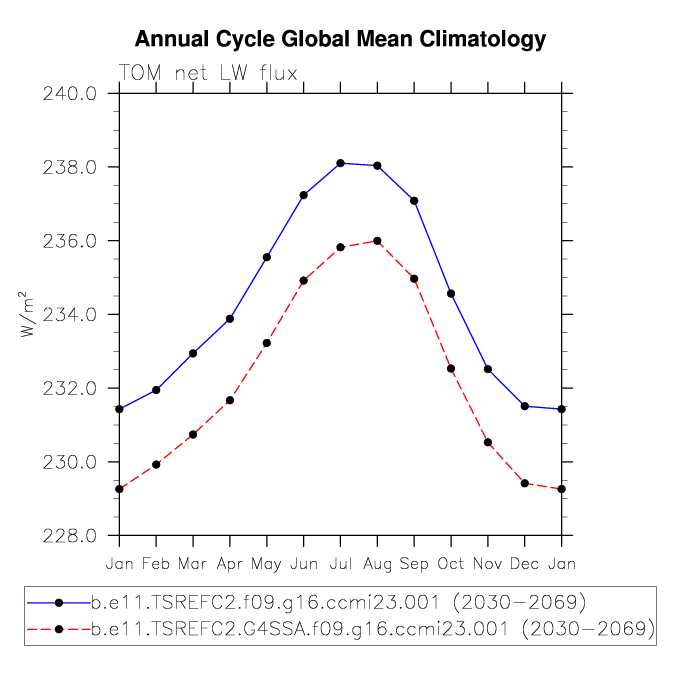 Annual Cycle Global Mean Climatology
TOM net LW flux
240.0
238.0
236.0
234.0
232.0
230.0
228.0
W/m²
Jan Feb Mar Apr May Jun Jul Aug Sep Oct Nov Dec Jan
b.e11.TSREFC2.f09.g16.ccmi23.001 (2030-2069)
b.e11.TSREFC2.G4SSA.f09.g16.ccmi23.001 (2030-2069)